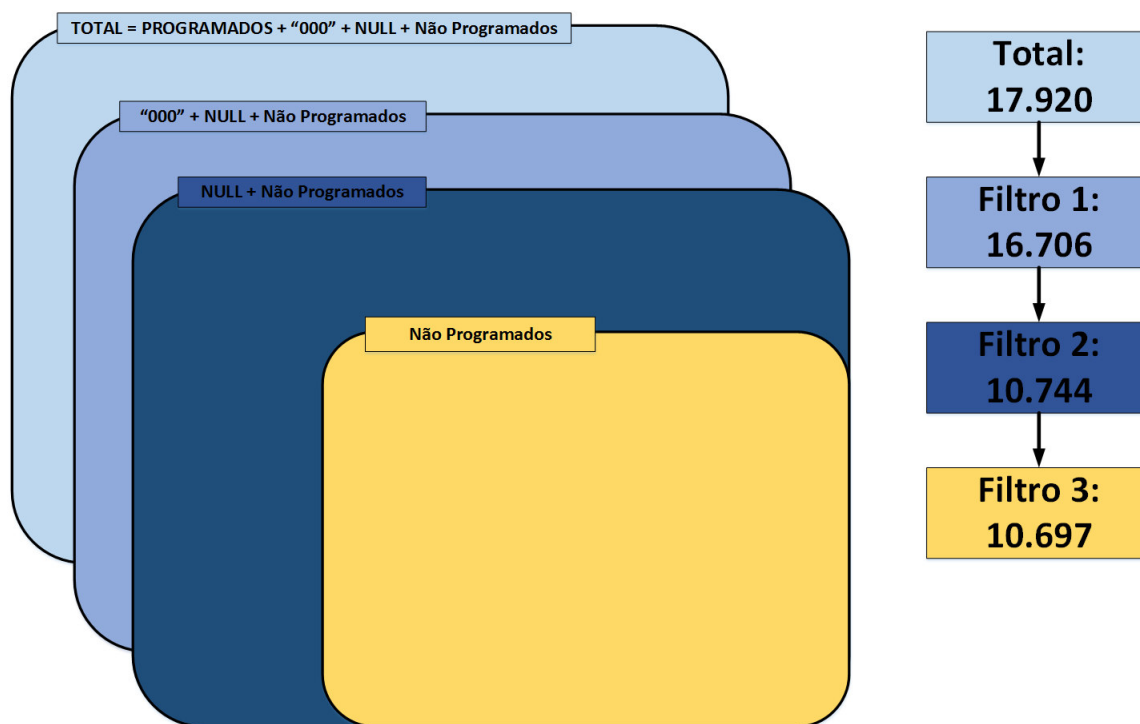 TOTAL = PROGRAMADOS + “000” + NULL + Não Programados
“000” + NULL + Não Programados
NULL + Não Programados
Não Programados
Total:
17.920
Filtro 1:
16.706
Filtro 2:
10.744
Filtro 3:
10.697